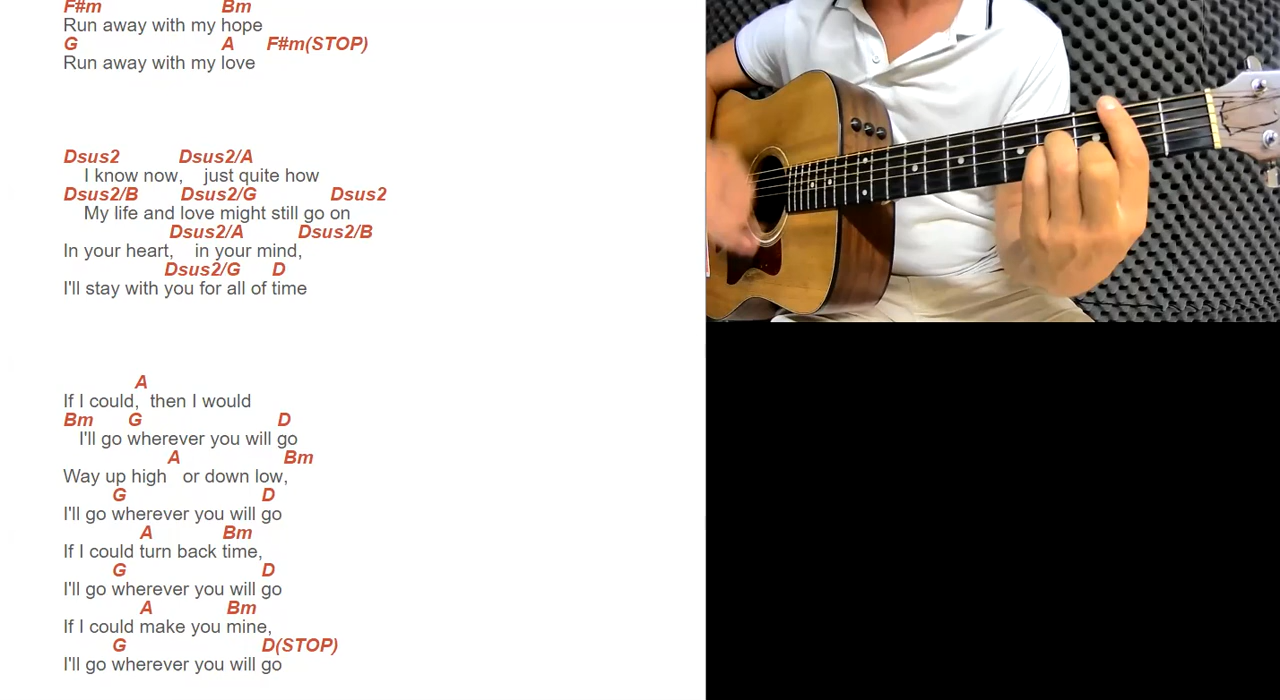 F#m Bm
Run away with my hope
G A F#m(STOP)
Run away with my love
Dsus2 Dsus2/A
I know now, just quite how
Dsus2/B Dsus2/G Dsus2
My life and love might still go on
Dsus2/A Dsus2/B
In your heart, in your mind,
Dsus2/G D
I'll stay with you for all of time
A
If I could, then I would
Bm G D
I'll go wherever you will go
A Bm
Way up high or down low,
G D
I'll go wherever you will go
A Bm
If I could turn back time,
G D
I'll go wherever you will go
A Bm
If I could make you mine,
G D(STOP)
I'll go wherever you will go